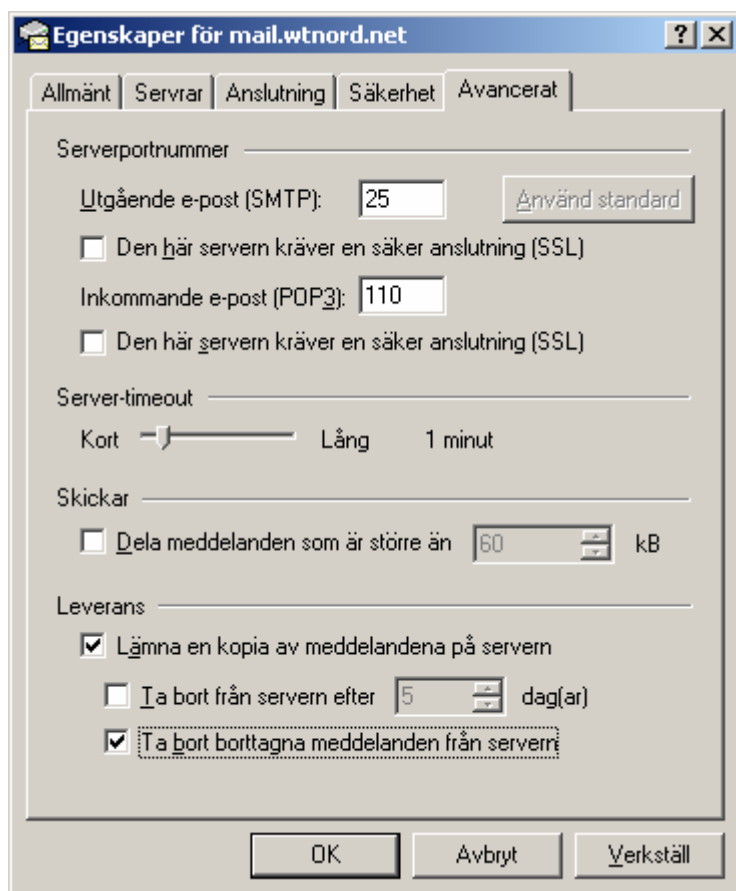 Egenskaper för mail.wtnord.net
Allmänt Servrar Anslutning Säkerhet Avancerat
Serverportnummer
Utgående e-post (SMTP): 25 Använd standard
Den här servern kräver en säker anslutning (SSL)
Inkommande e-post (POP3): 110
Den här servern kräver en säker anslutning (SSL)
Server-timeout
Kort Lång 1 minut
Skickar
Dela meddelanden som är större än 60 kB
Leverans
Lämna en kopia av meddelandena på servern
Ta bort från servern efter 5 dag(ar)
Ta bort borttagna meddelanden från servern
OK Avbryt Verkställ